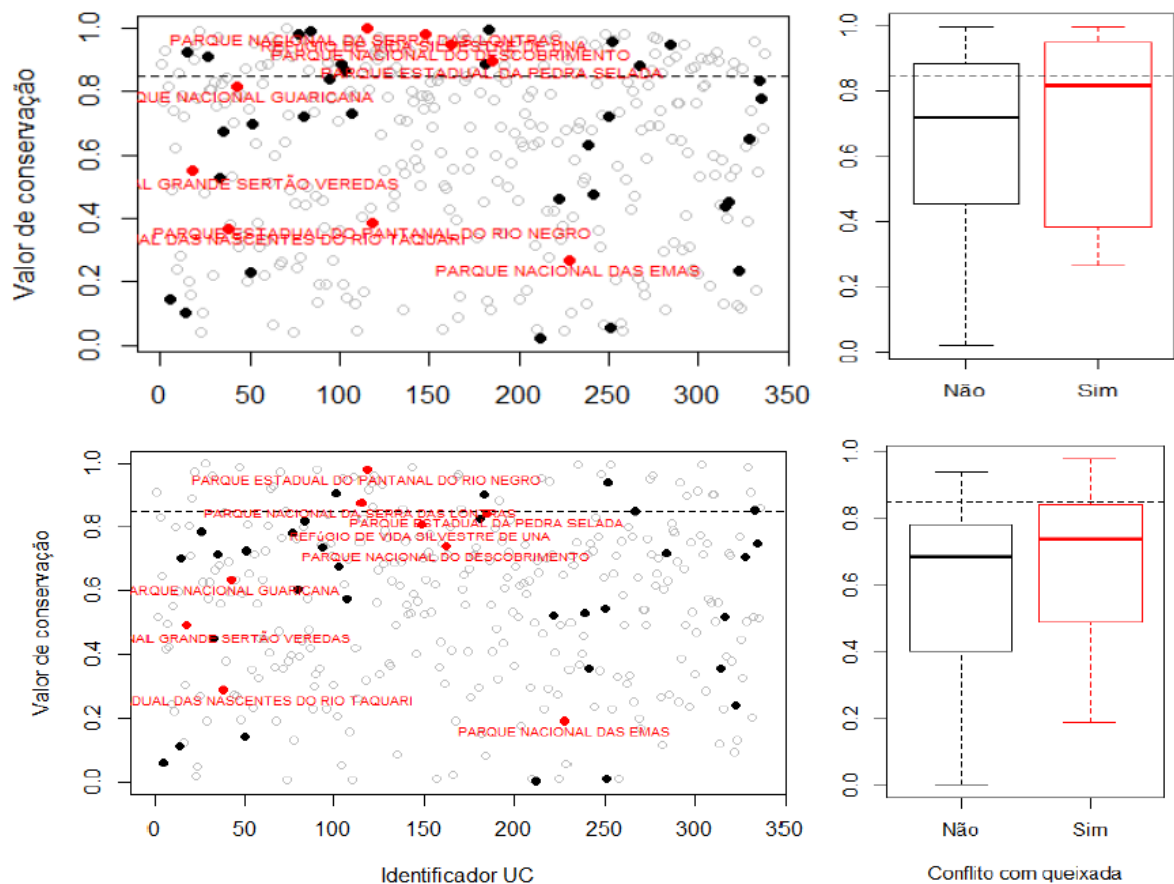 Valor de conservação
1.0
0.8
0.6
0.4
0.2
0.0
PARQUE NACIONAL DA SERRA DAS LONTRAS
REFÚGIO DE VIDA SILVESTRE DE UNA
PARQUE NACIONAL DO DESCOBRIMENTO
PARQUE ESTADUAL DA PEDRA SELADA
QUE NACIONAL GUARICANA
AL GRANDE SERTÃO VEREDAS
PARQUE ESTADUAL DO PANTANAL DO RIO NEGRO
AL DAS NASCENTES DO RIO TAQUARI
PARQUE NACIONAL DAS EMAS
0 50 100 150 200 250 300 350
1.0
0.8
0.6
0.4
0.2
0.0
Não Sim
Valor de conservação
1.0
0.8
0.6
0.4
0.2
0.0
PARQUE ESTADUAL DO PANTANAL DO RIO NEGRO
PARQUE NACIONAL DA SERRA DAS LONTRAS
PARQUE ESTADUAL DA PEDRA SELADA
REFúGIO DE VIDA SILVESTRE DE UNA
PARQUE NACIONAL DO DESCOBRIMENTO
ARQUE NACIONAL GUARICANA
NAL GRANDE SERTÃO VEREDAS
DUAL DAS NASCENTES DO RIO TAQUARI
PARQUE NACIONAL DAS EMAS
0 50 100 150 200 250 300 350
Identificador UC
1.0
0.8
0.6
0.4
0.2
0.0
Não Sim
Conflito com queixada